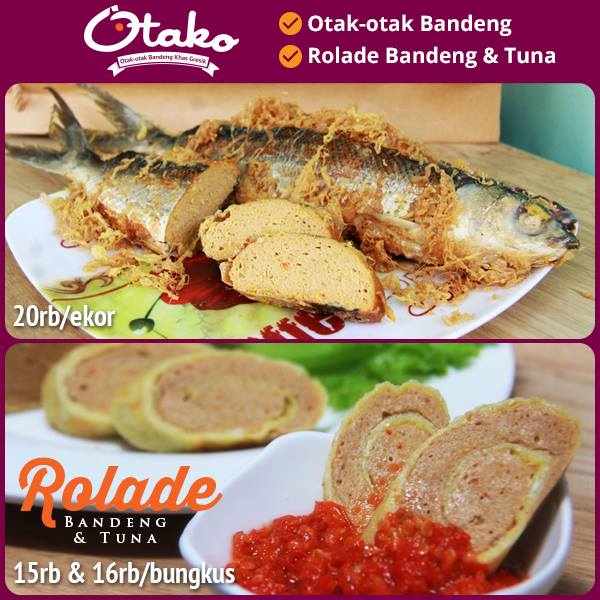 Otako
Otak-otak Bandeng Khas Gresik
Otak-otak Bandeng
Rolade Bandeng & Tuna
20rb/ekor
Rolade
BANDENG
& TUNA
15rb & 16rb/bungkus